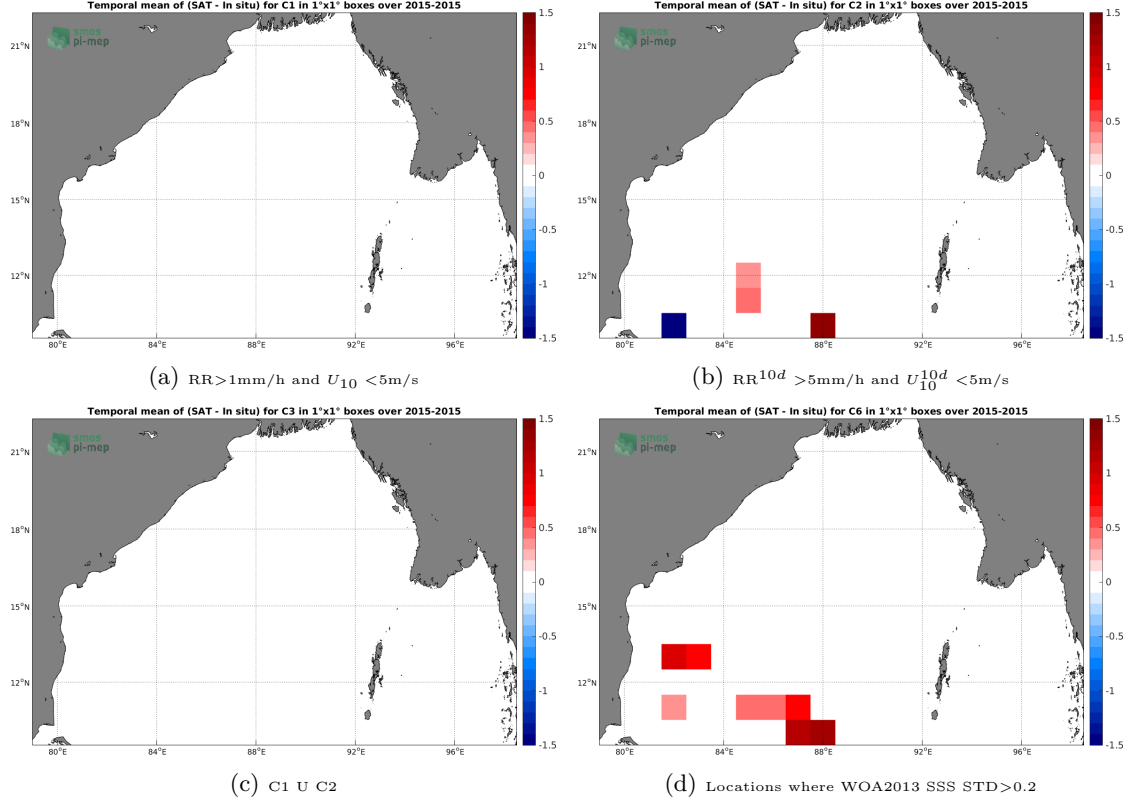 Temporal mean of (SAT - In situ) for C1 in 1°x1° boxes over 2015-2015
smos
pi-mep
21°N
18°N
15°N
12°N
80°E 84°E 88°E 92°E 96°E
1.5
1
0.5
0
-0.5
-1
-1.5
(a) RR>1mm/h and U10 <5m/s
Temporal mean of (SAT - In situ) for C2 in 1°x1° boxes over 2015-2015
smos
pi-mep
21°N
18°N
15°N
12°N
80°E 84°E 88°E 92°E 96°E
1.5
1
0.5
0
-0.5
-1
-1.5
(b) RR^10d >5mm/h and U10^10d <5m/s
Temporal mean of (SAT - In situ) for C3 in 1°x1° boxes over 2015-2015
smos
pi-mep
21°N
18°N
15°N
12°N
80°E 84°E 88°E 92°E 96°E
1.5
1
0.5
0
-0.5
-1
-1.5
(c) C1 U C2
Temporal mean of (SAT - In situ) for C6 in 1°x1° boxes over 2015-2015
smos
pi-mep
21°N
18°N
15°N
12°N
80°E 84°E 88°E 92°E 96°E
1.5
1
0.5
0
-0.5
-1
-1.5
(d) Locations where WOA2013 SSS STD>0.2